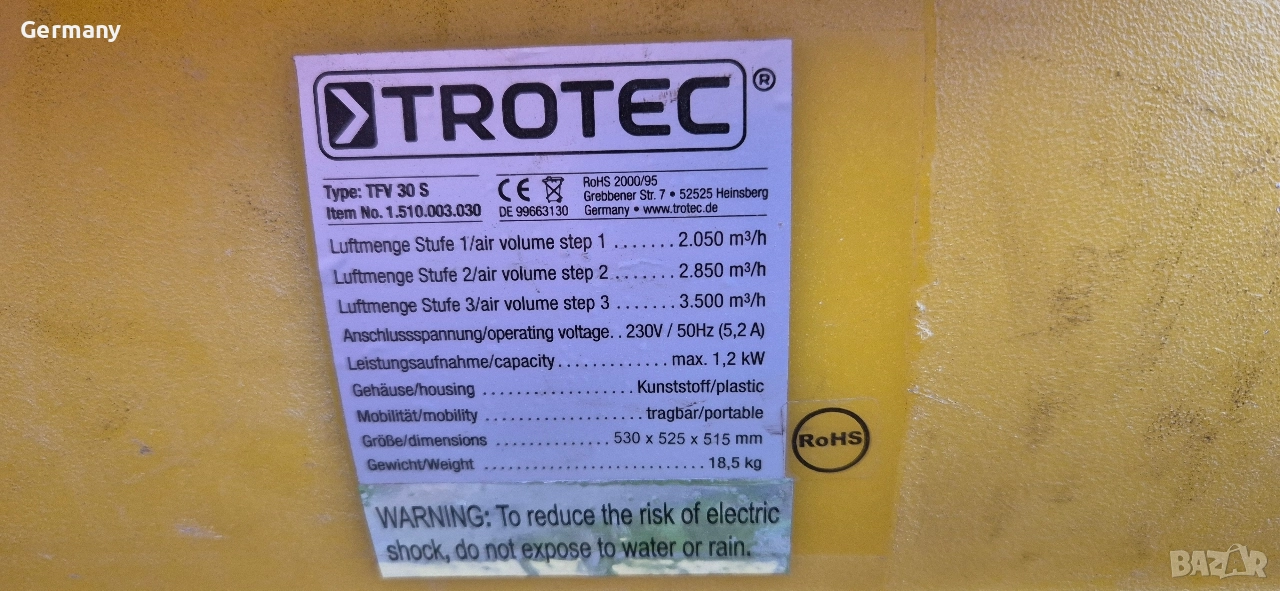 Germany
TROTEC®
Type: TFV 30 S
Item No. 1.510.003.030
CE
DE 99663130
RoHS 2000/95
Grebbener Str. 7 • 52525 Heinsberg
Germany • www.trotec.de
Luftmenge Stufe 1/air volume step 1 ....... 2.050 m³/h
Luftmenge Stufe 2/air volume step 2 ....... 2.850 m³/h
Luftmenge Stufe 3/air volume step 3 ....... 3.500 m³/h
Anschlussspannung/operating voltage.. 230V / 50Hz (5,2 A)
Leistungsaufnahme/capacity ............ max. 1,2 kW
Gehäuse/housing .................. Kunststoff/plastic
Mobilität/mobility ................... tragbar/portable
Größe/dimensions ............. 530 x 525 x 515 mm
Gewicht/Weight .......................... 18,5 kg
RoHS
WARNING: To reduce the risk of electric
shock, do not expose to water or rain.
BAZAR